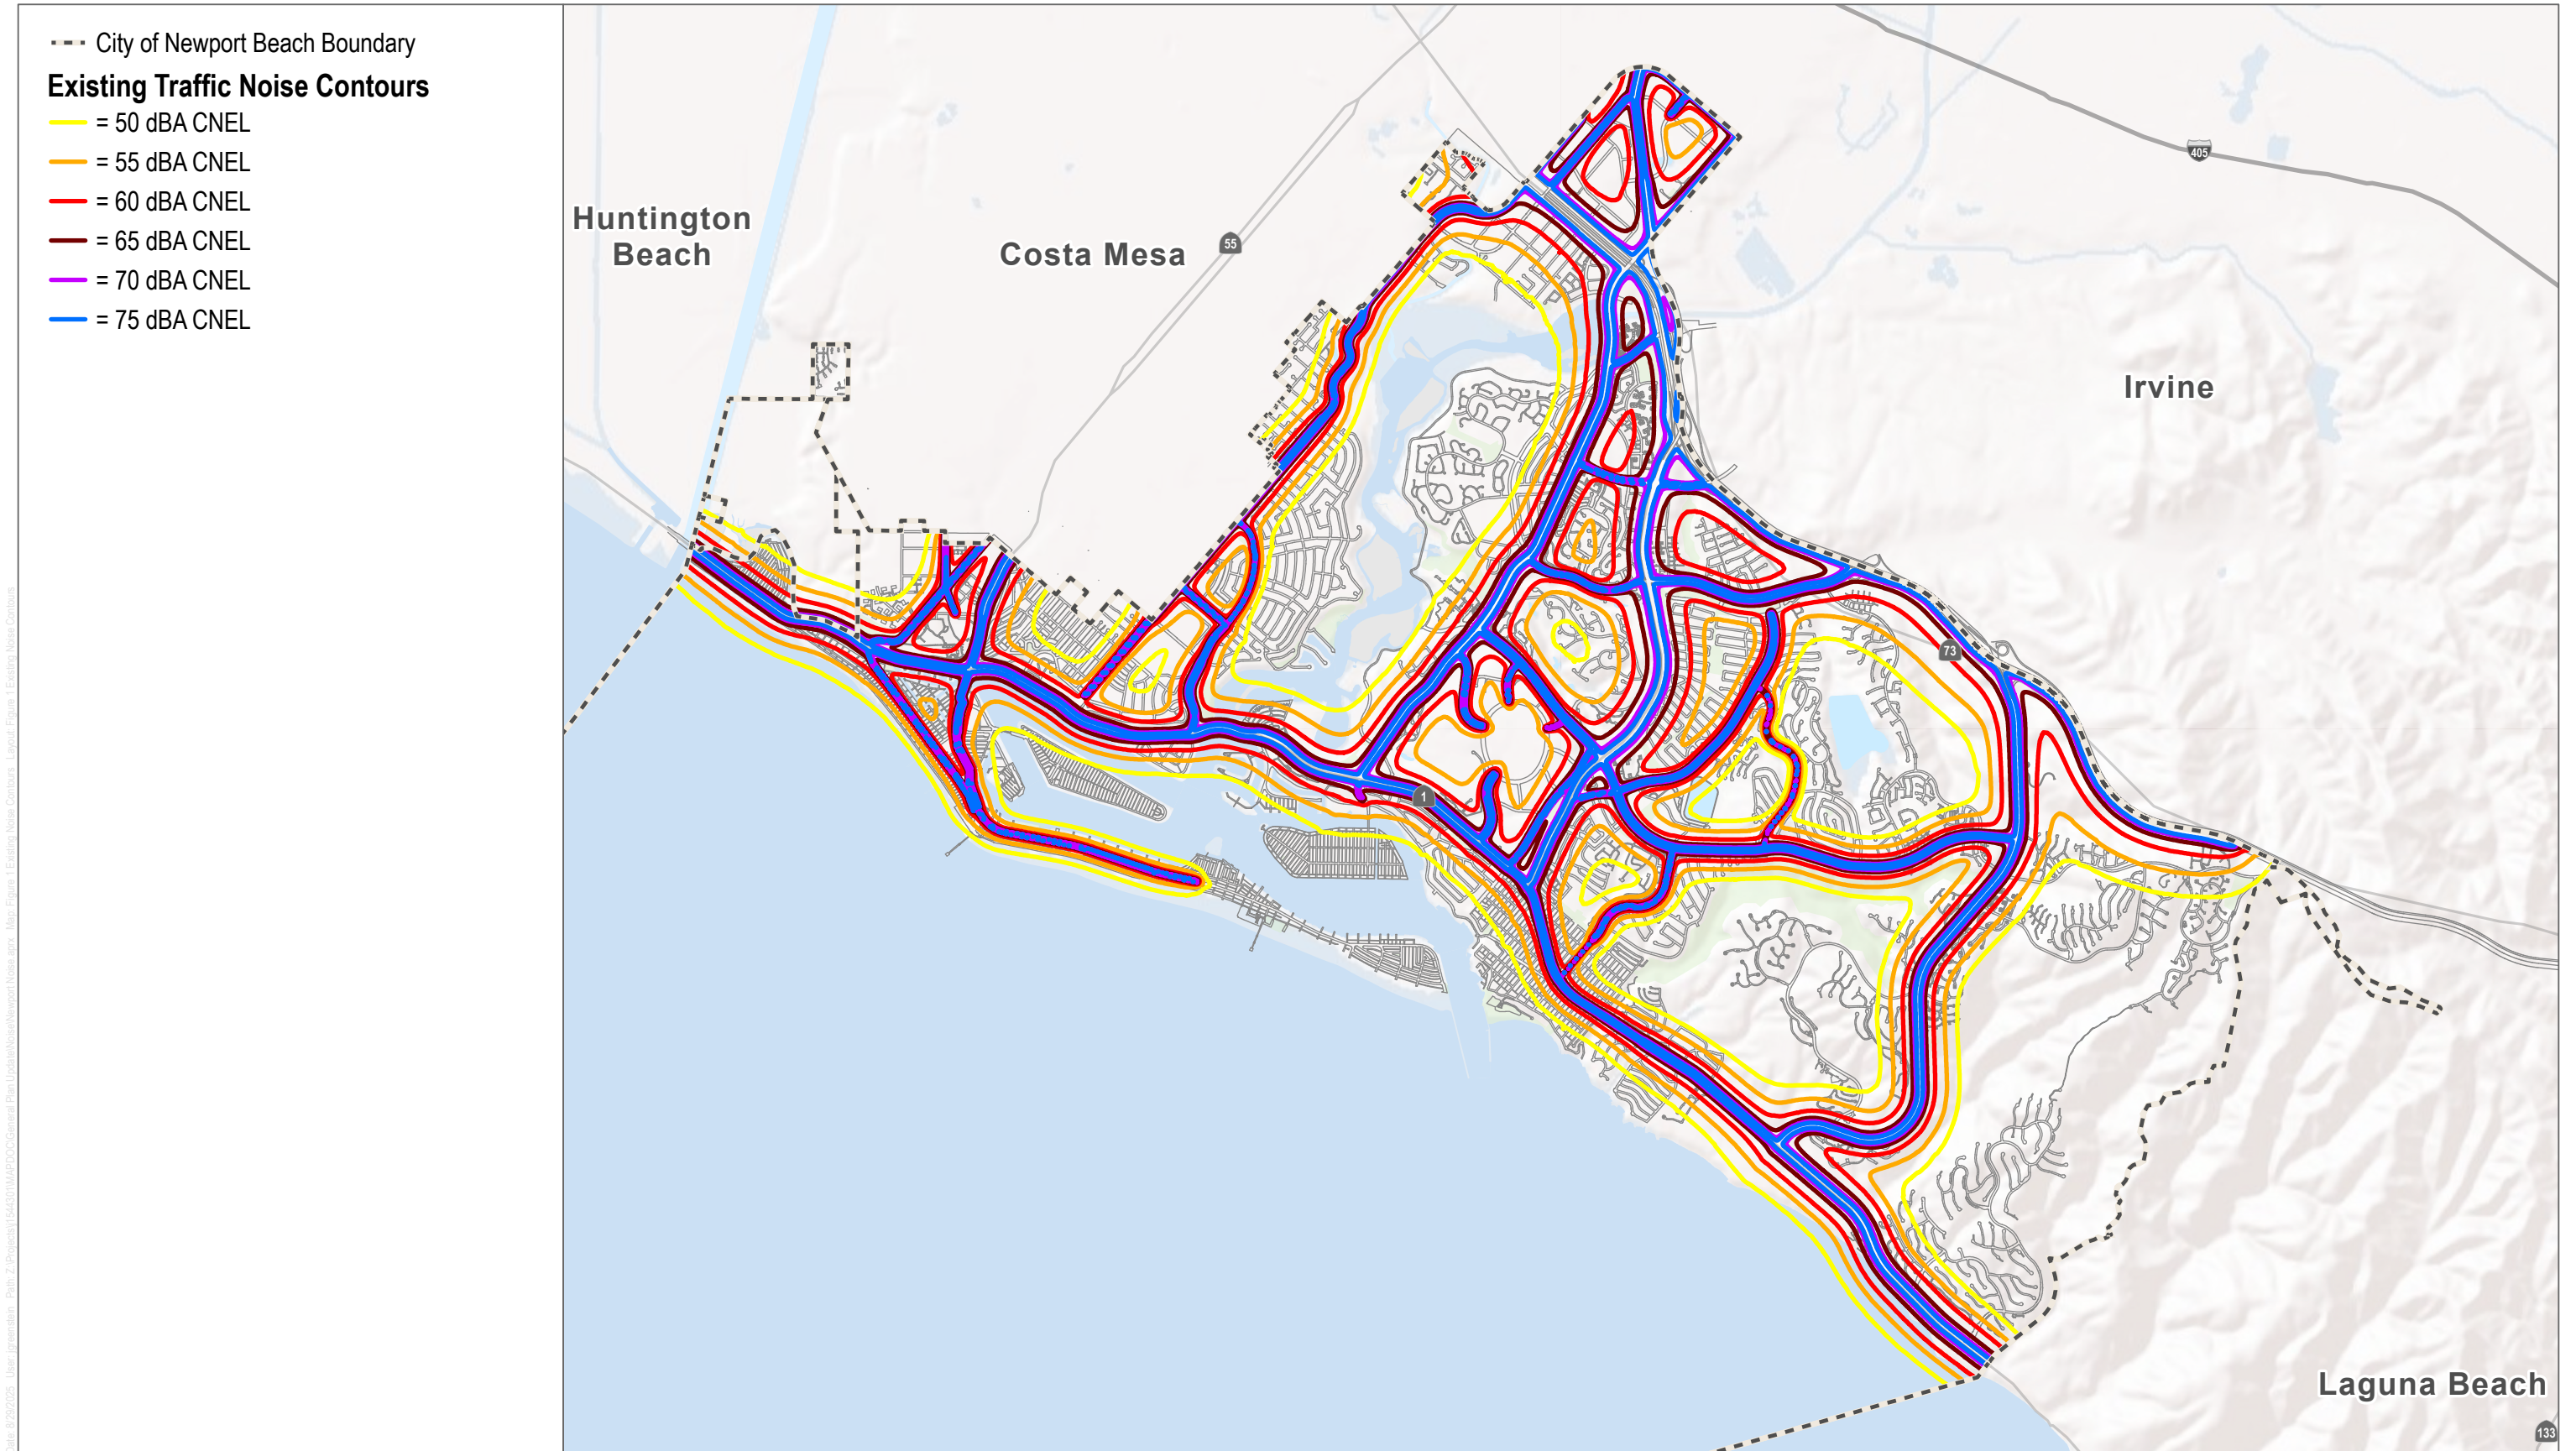 City of Newport Beach Boundary
Existing Traffic Noise Contours
= 50 dBA CNEL
= 55 dBA CNEL
= 60 dBA CNEL
= 65 dBA CNEL
= 70 dBA CNEL
= 75 dBA CNEL
Huntington
Beach
Costa Mesa
55
405
Irvine
73
1
Laguna Beach
133